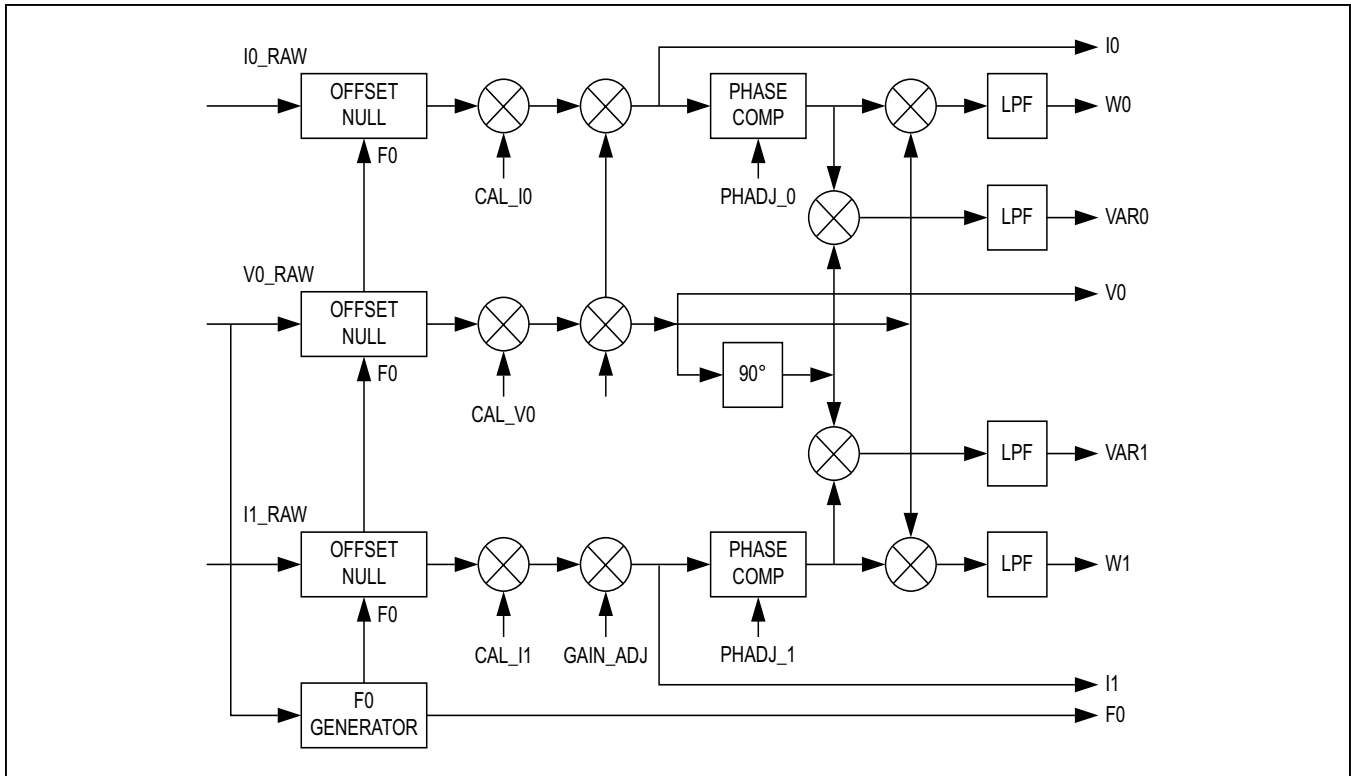 I0
I0_RAW
OFFSET
NULL
PHASE
COMP
LPF
W0
F0
CAL_I0
PHADJ_0
LPF
VAR0
V0_RAW
V0
OFFSET
NULL
F0
90°
CAL_V0
LPF
VAR1
I1_RAW
OFFSET
NULL
PHASE
COMP
LPF
W1
F0
CAL_I1
GAIN_ADJ
PHADJ_1
I1
F0
GENERATOR
F0